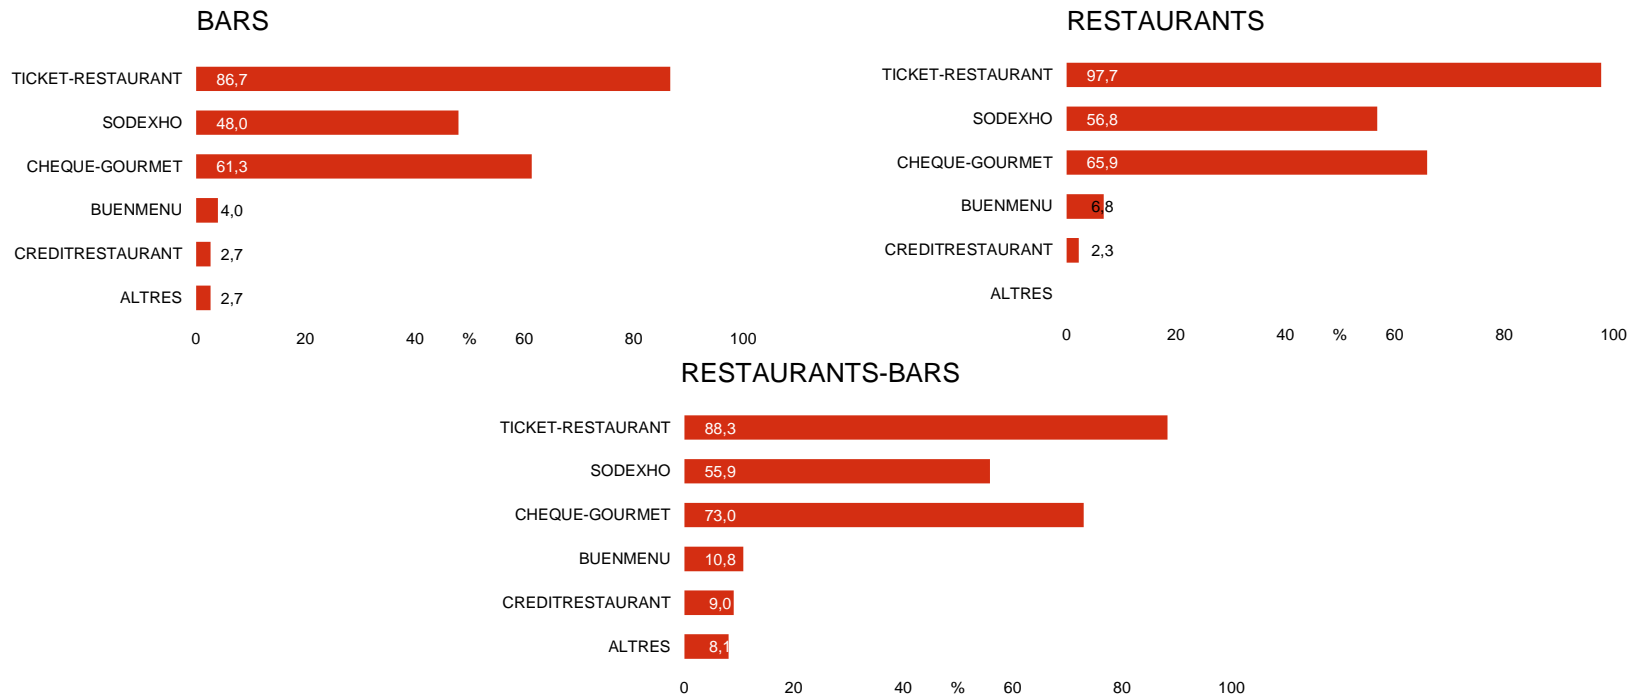 BARS
TICKET-RESTAURANT 86,7
SODEXHO 48,0
CHEQUE-GOURMET 61,3
BUENMENU 4,0
CREDITRESTAURANT 2,7
ALTRES 2,7
0 20 40 % 60 80 100
RESTAURANTS
TICKET-RESTAURANT 97,7
SODEXHO 56,8
CHEQUE-GOURMET 65,9
BUENMENU 6,8
CREDITRESTAURANT 2,3
ALTRES
0 20 40 % 60 80 100
RESTAURANTS-BARS
TICKET-RESTAURANT 88,3
SODEXHO 55,9
CHEQUE-GOURMET 73,0
BUENMENU 10,8
CREDITRESTAURANT 9,0
ALTRES 8,1
0 20 40 % 60 80 100